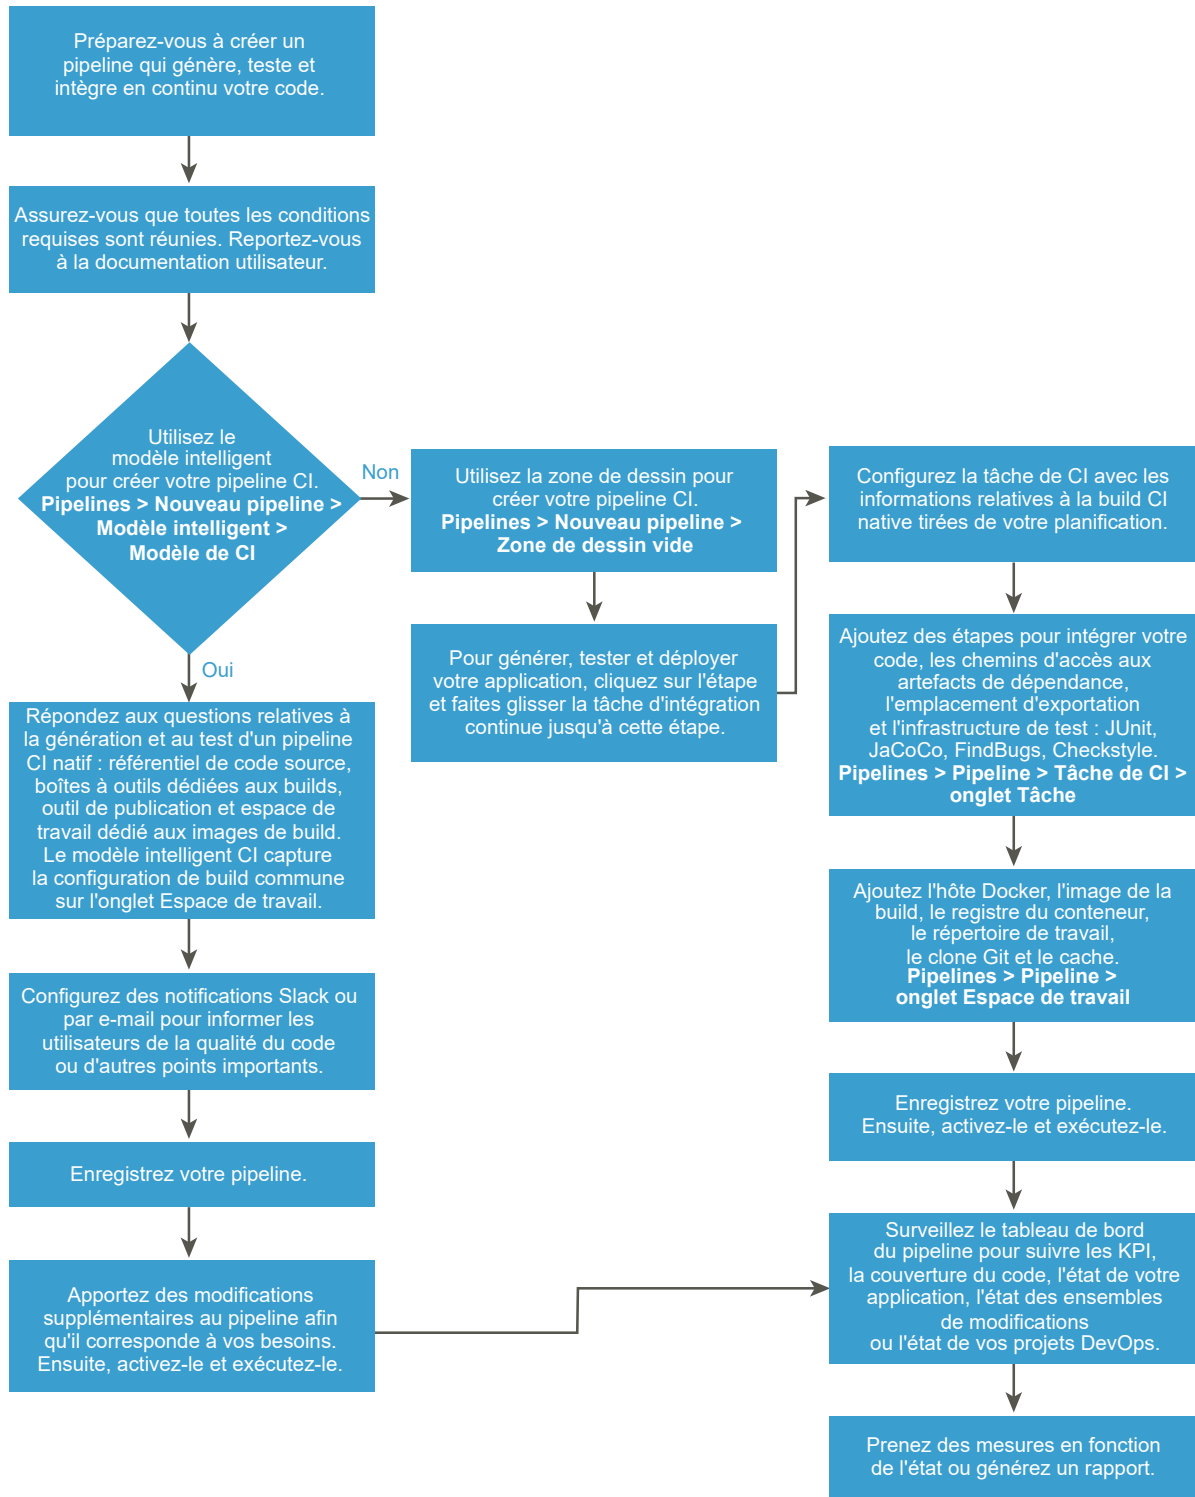 Préparez-vous à créer un
pipeline qui génère, teste et
intègre en continu votre code.
Assurez-vous que toutes les conditions
requises sont réunies. Reportez-vous
à la documentation utilisateur.
Utilisez le
modèle intelligent
pour créer votre pipeline CI.
Pipelines > Nouveau pipeline >
Modèle intelligent >
Modèle de CI
Non
Oui
Répondez aux questions relatives à
la génération et au test d'un pipeline
CI natif : référentiel de code source,
boîtes à outils dédiées aux builds,
outil de publication et espace de
travail dédié aux images de build.
Le modèle intelligent CI capture
la configuration de build commune
sur l'onglet Espace de travail.
Configurez des notifications Slack ou
par e-mail pour informer les
utilisateurs de la qualité du code
ou d'autres points importants.
Enregistrez votre pipeline.
Apportez des modifications
supplémentaires au pipeline afin
qu'il corresponde à vos besoins.
Ensuite, activez-le et exécutez-le.
Utilisez la zone de dessin pour
créer votre pipeline CI.
Pipelines > Nouveau pipeline >
Zone de dessin vide
Pour générer, tester et déployer
votre application, cliquez sur l'étape
et faites glisser la tâche d'intégration
continue jusqu'à cette étape.
Configurez la tâche de CI avec les
informations relatives à la build CI
native tirées de votre planification.
Ajoutez des étapes pour intégrer votre
code, les chemins d'accès aux
artefacts de dépendance,
l'emplacement d'exportation
et l'infrastructure de test : JUnit,
JaCoCo, FindBugs, Checkstyle.
Pipelines > Pipeline > Tâche de CI >
onglet Tâche
Ajoutez l'hôte Docker, l'image de la
build, le registre du conteneur,
le répertoire de travail,
le clone Git et le cache.
Pipelines > Pipeline >
onglet Espace de travail
Enregistrez votre pipeline.
Ensuite, activez-le et exécutez-le.
Surveillez le tableau de bord
du pipeline pour suivre les KPI,
la couverture du code, l'état de votre
application, l'état des ensembles
de modifications
ou l'état de vos projets DevOps.
Prenez des mesures en fonction
de l'état ou générez un rapport.